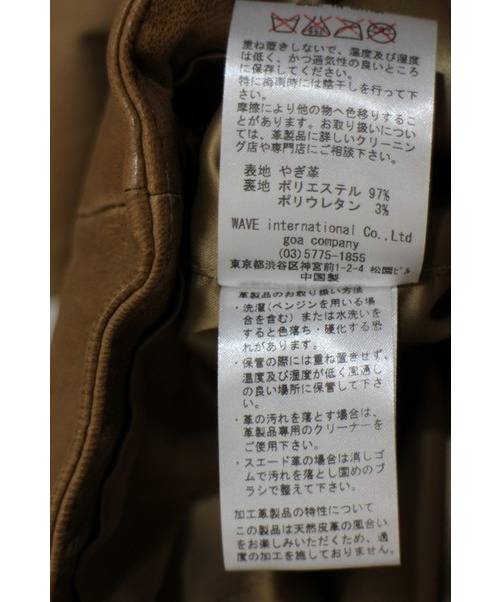 重ね置きしないで、温度及び湿度
は低く、かつ通気性の良いところ
に保存してください。
特に梅雨時には陰干しを行って下
さい。
摩擦により他の物へ色移りするこ
とがあります。お取り扱いについ
ては、革製品に詳しいクリーニン
グ店や専門店にご相談下さい。
表地 やぎ革
裏地 ポリエステル 97%
ポリウレタン 3%
WAVE international Co.,Ltd
goa company
(03)5775-1855
東京都渋谷区神宮前1-2-4 松園ビル
中国製
革製品のお取り扱い方法
・洗濯(ベンジンを用いる場
合を含む)または水洗いを
すると色落ち・硬化する恐
れがあります。
・保管の際には重ね置きせず、
温度及び湿度が低く風通し
の良い場所に保管して下さ
い。
・革の汚れを落とす場合は、
革製品専用のクリーナーを
ご使用下さい。
・スエード革の場合は消しゴ
ムで汚れを落とし固めのブ
ラシで整えて下さい。
加工革製品の特性について
この製品は天然皮革の風合い
をお楽しみいただくため、過
度の加工を施しておりません。